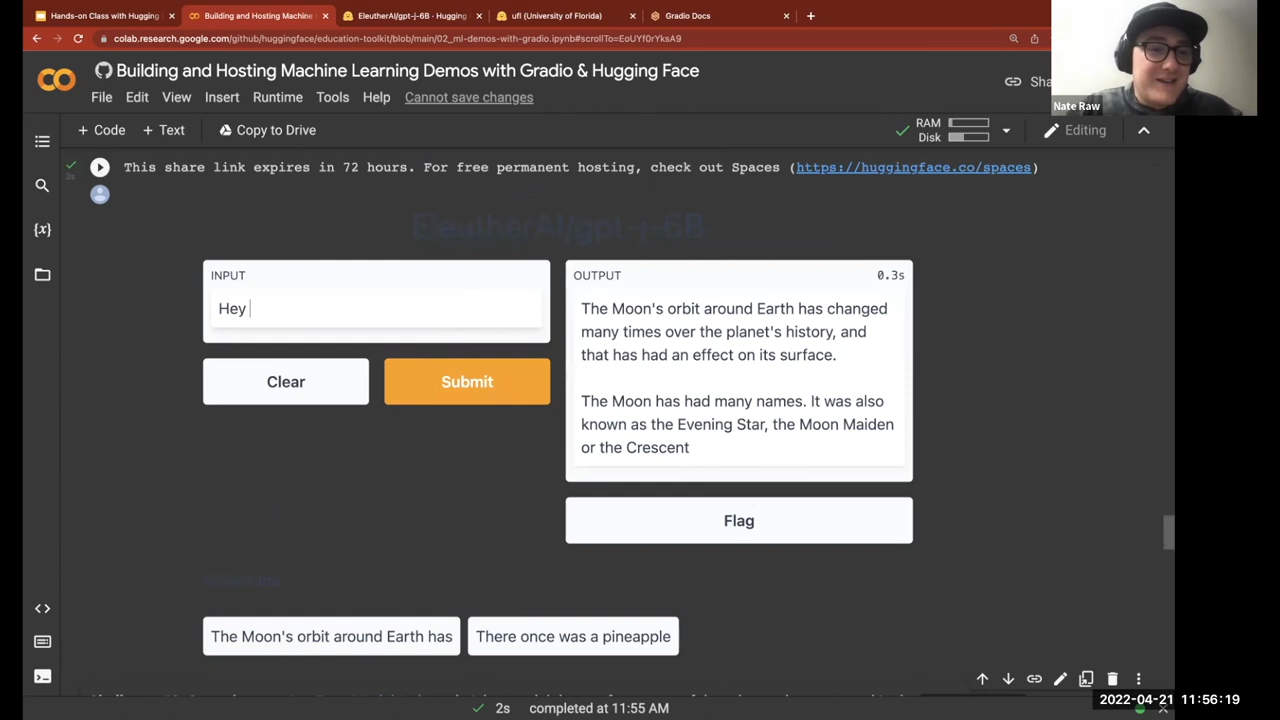 Hands-on Class with Hugging
Building and Hosting Machine
EleutherAI/gpt-j-6B · Hugging
ufl (University of Florida)
Gradio Docs
colab.research.google.com/github/huggingface/education-toolkit/blob/main/02_ml-demos-with-gradio.ipynb#scrollTo=EoUYf0rYksA9
Building and Hosting Machine Learning Demos with Gradio & Hugging Face
Sha
Nate Raw
File Edit View Insert Runtime Tools Help Cannot save changes
+ Code + Text Copy to Drive
RAM
Disk
Editing
3s
This share link expires in 72 hours. For free permanent hosting, check out Spaces (https://huggingface.co/spaces)
EleutherAI/gpt-j-6B
INPUT
Hey
Clear
Submit
OUTPUT
0.3s
The Moon's orbit around Earth has changed
many times over the planet's history, and
that has had an effect on its surface.
The Moon has had many names. It was also
known as the Evening Star, the Moon Maiden
or the Crescent
Flag
The Moon's orbit around Earth has
There once was a pineapple
2s completed at 11:55 AM
2022-04-21 11:56:19